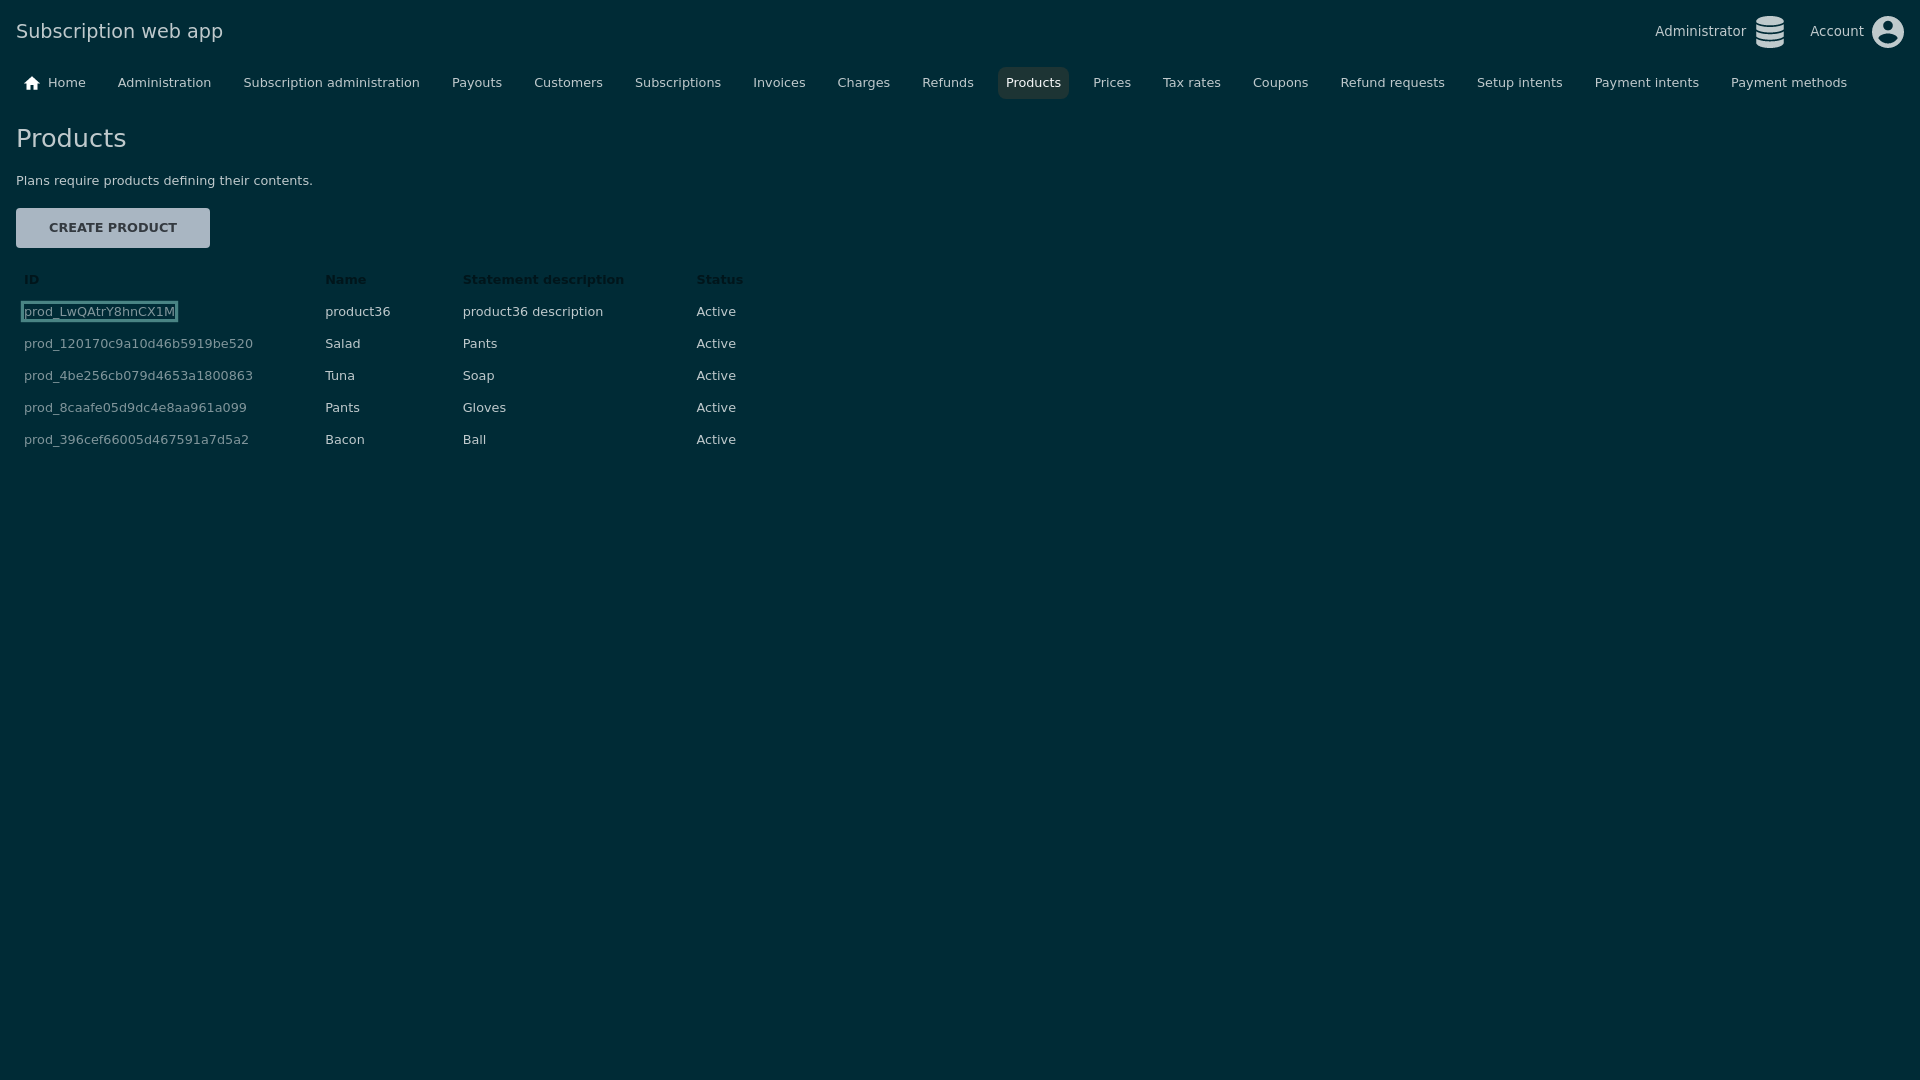 Subscription web app
Administrator
Account
Home Administration Subscription administration Payouts Customers Subscriptions Invoices Charges Refunds Products Prices Tax rates Coupons Refund requests Setup intents Payment intents Payment methods
Products
Plans require products defining their contents.
CREATE PRODUCT
ID Name Statement description Status
prod_LwQAtrY8hnCX1M product36 product36 description Active
prod_120170c9a10d46b5919be520 Salad Pants Active
prod_4be256cb079d4653a1800863 Tuna Soap Active
prod_8caafe05d9dc4e8aa961a099 Pants Gloves Active
prod_396cef66005d467591a7d5a2 Bacon Ball Active